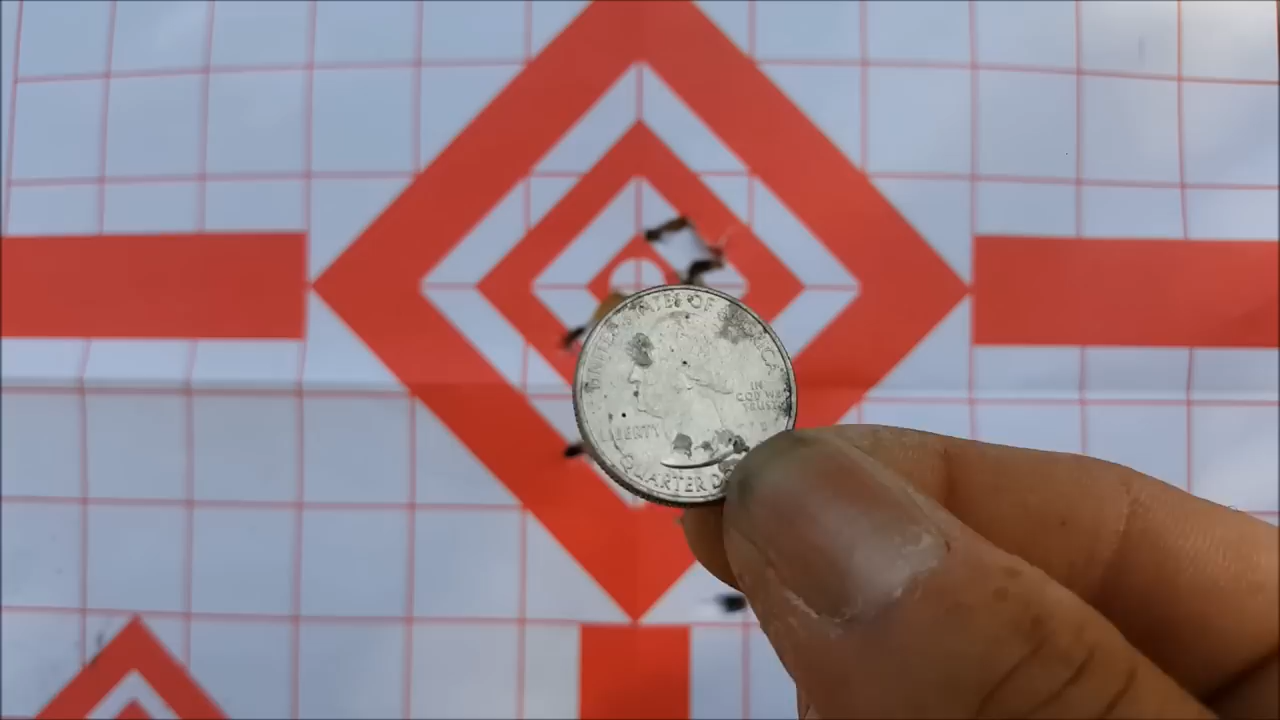 UNITED STATES OF AMERICA
IN
GOD WE
TRUST
LIBERTY
QUARTER D